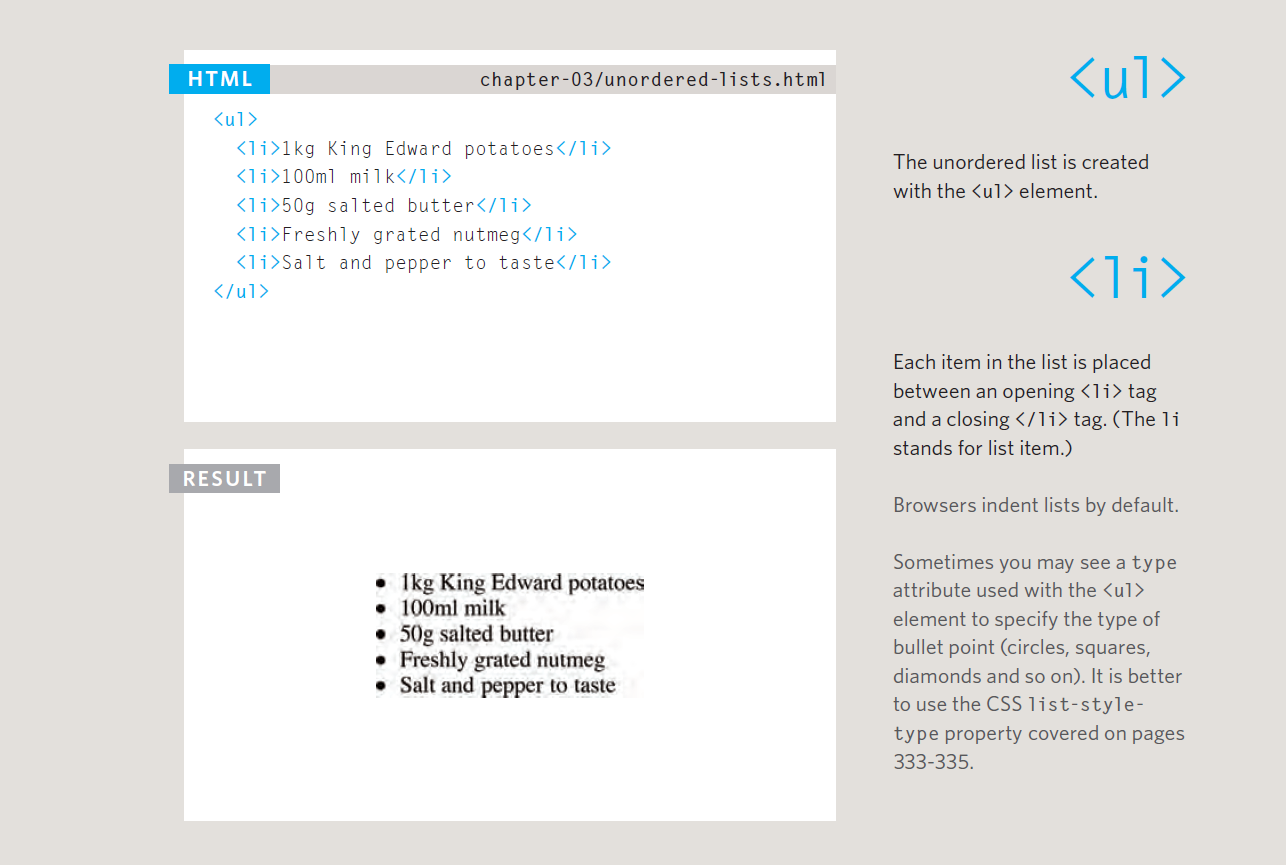 HTML
chapter-03/unordered-lists.html
<ul>
<li>1kg King Edward potatoes</li>
<li>100ml milk</li>
<li>50g salted butter</li>
<li>Freshly grated nutmeg</li>
<li>Salt and pepper to taste</li>
</ul>
RESULT
• 1kg King Edward potatoes
• 100ml milk
• 50g salted butter
• Freshly grated nutmeg
• Salt and pepper to taste
<ul>
The unordered list is created
with the <ul> element.
<li>
Each item in the list is placed
between an opening <li> tag
and a closing </li> tag. (The li
stands for list item.)
Browsers indent lists by default.
Sometimes you may see a type
attribute used with the <ul>
element to specify the type of
bullet point (circles, squares,
diamonds and so on). It is better
to use the CSS list-style-
type property covered on pages
333-335.